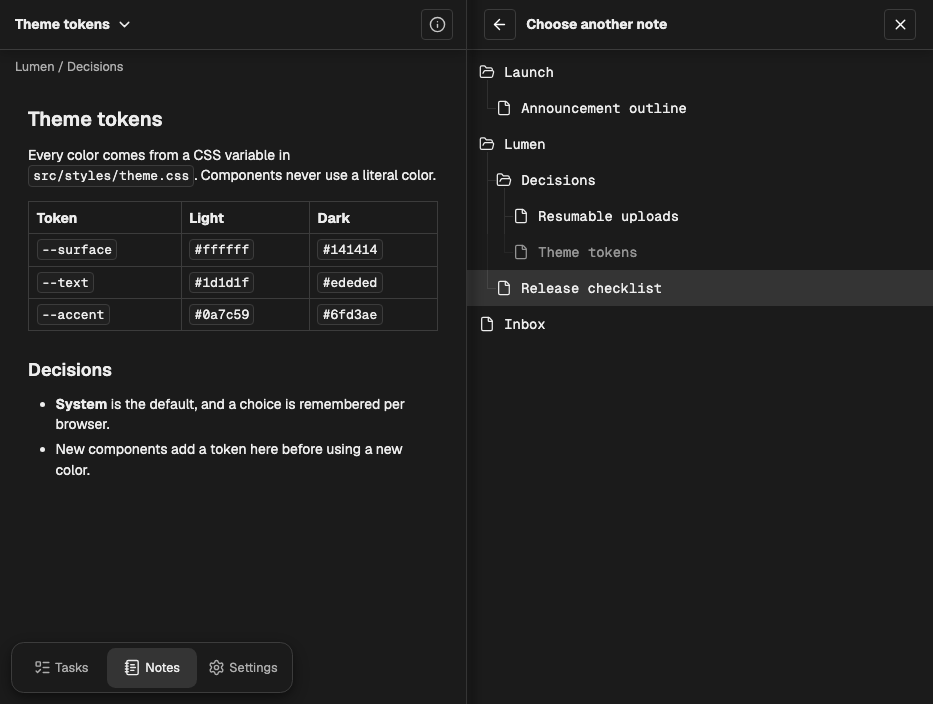 Theme tokens
Choose another note
Lumen / Decisions
Theme tokens
Every color comes from a CSS variable in
src/styles/theme.css. Components never use a literal color.
Token Light Dark
--surface #ffffff #141414
--text #1d1d1f #ededed
--accent #0a7c59 #6fd3ae
Decisions
System is the default, and a choice is remembered per
browser.
New components add a token here before using a new
color.
Tasks Notes Settings
Launch
Announcement outline
Lumen
Decisions
Resumable uploads
Theme tokens
Release checklist
Inbox